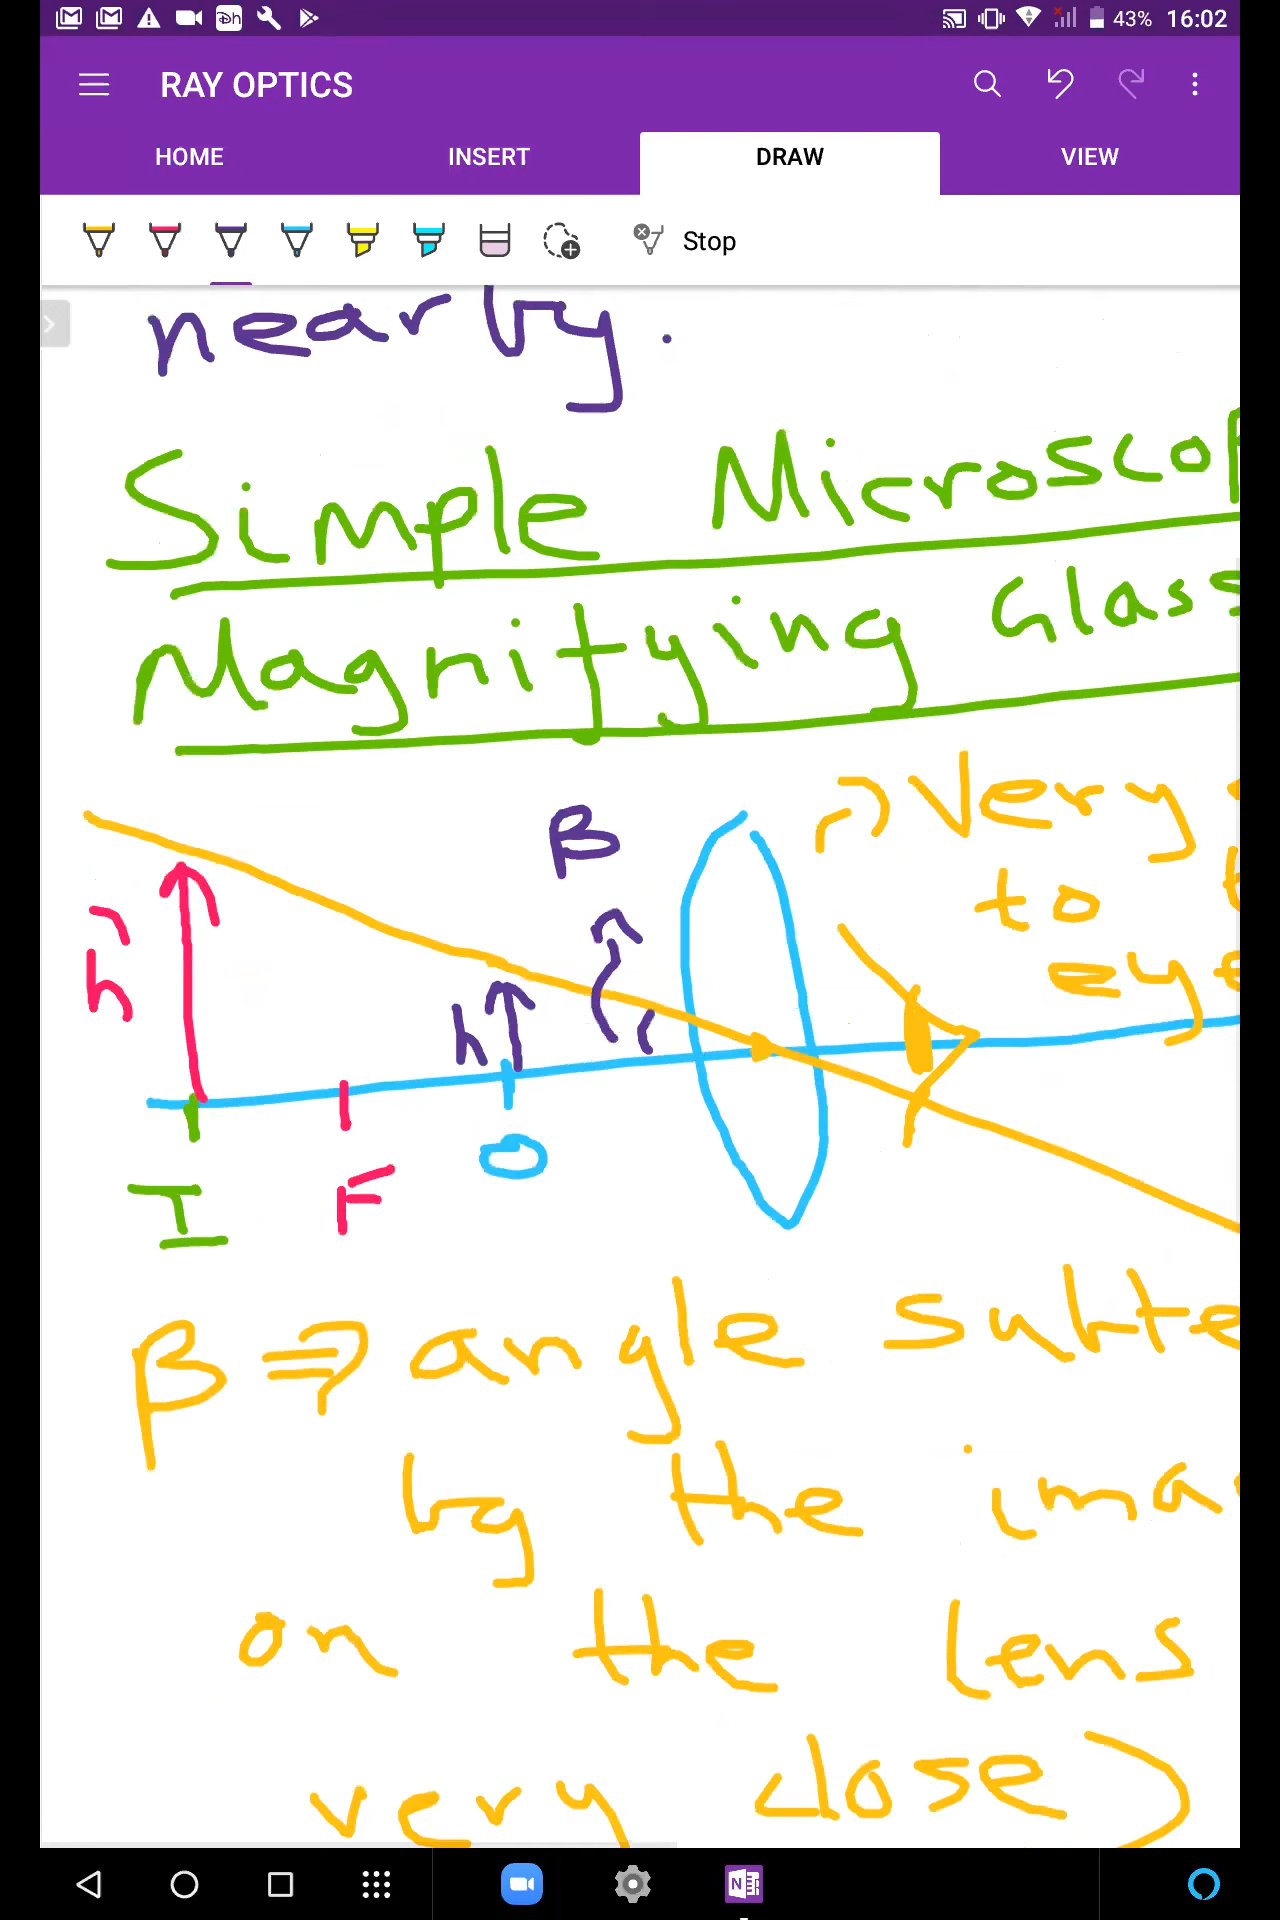 43% 16:02
RAY OPTICS
HOME INSERT DRAW VIEW
Stop
nearby.
Simple Microscop
Magnifying Glass
Very
to
eye
β
h'
h
I F O
β ⇒ angle subte
by the ima
on the lens
very close)